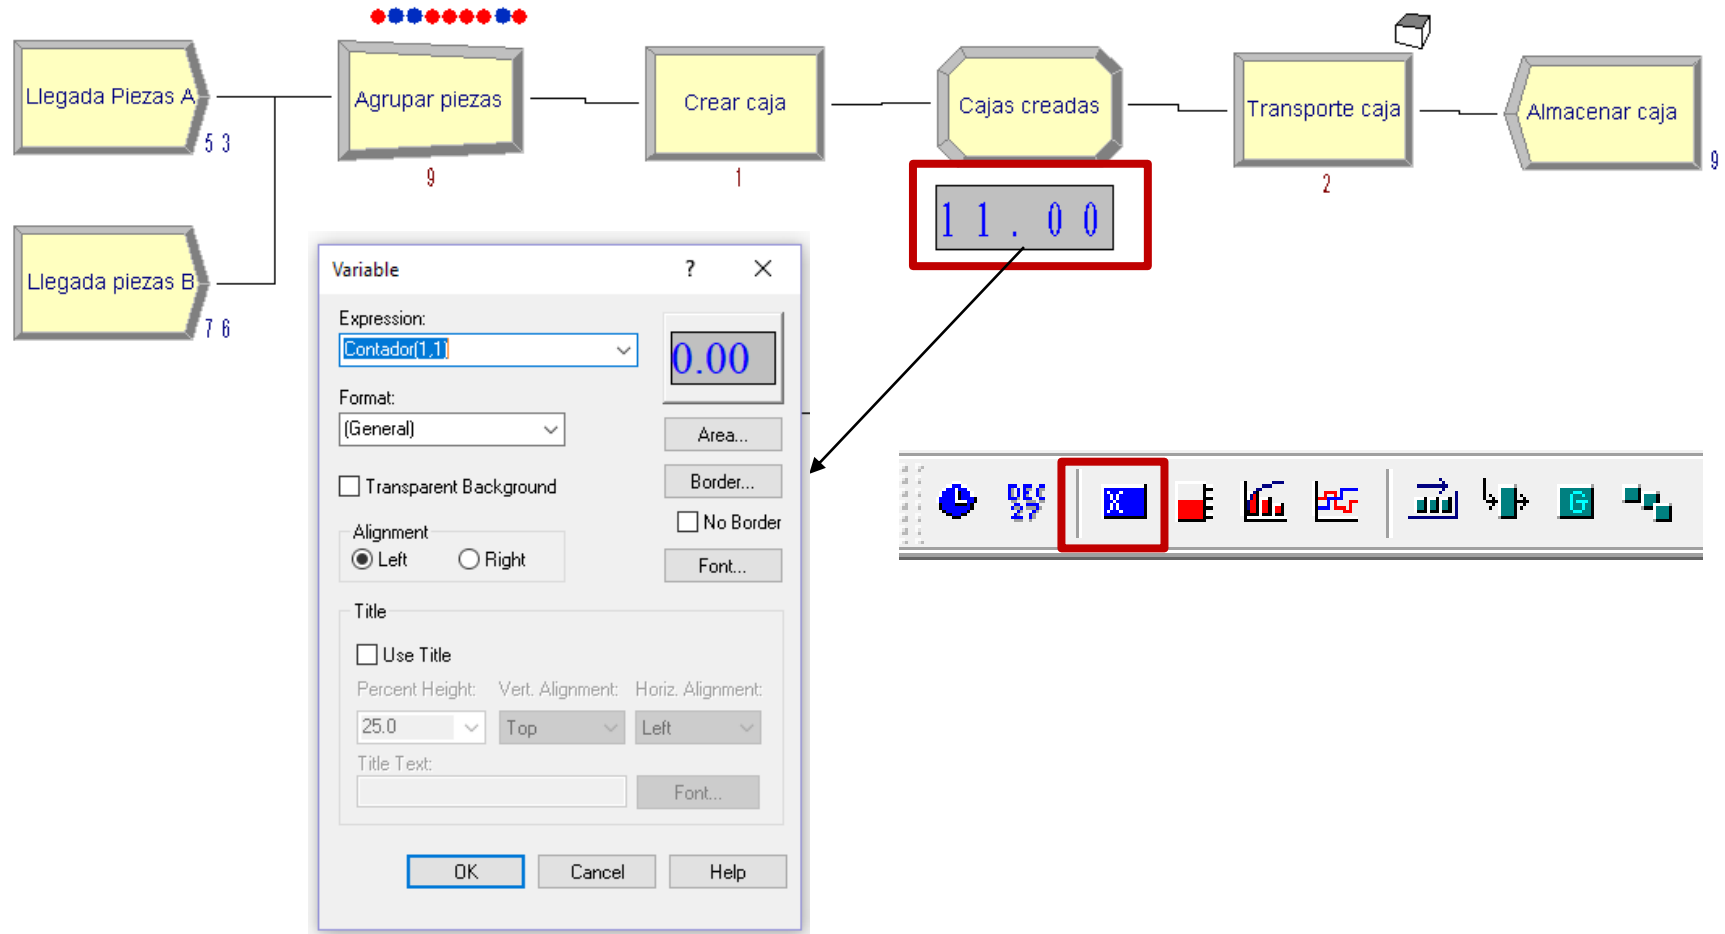 Llegada Piezas A
5 3
Agrupar piezas
9
Crear caja
1
Cajas creadas
11.00
Transporte caja
2
Almacenar caja
9
Llegada piezas B
7 6
Variable
?
Expression:
Contador(1,1)
0.00
Format:
(General)
Area...
Transparent Background
Border...
No Border
Alignment
Left
Right
Font...
Title
Use Title
Percent Height:
Vert. Alignment:
Horiz. Alignment:
25.0
Top
Left
Title Text:
Font...
OK
Cancel
Help
DEC
27
X
G